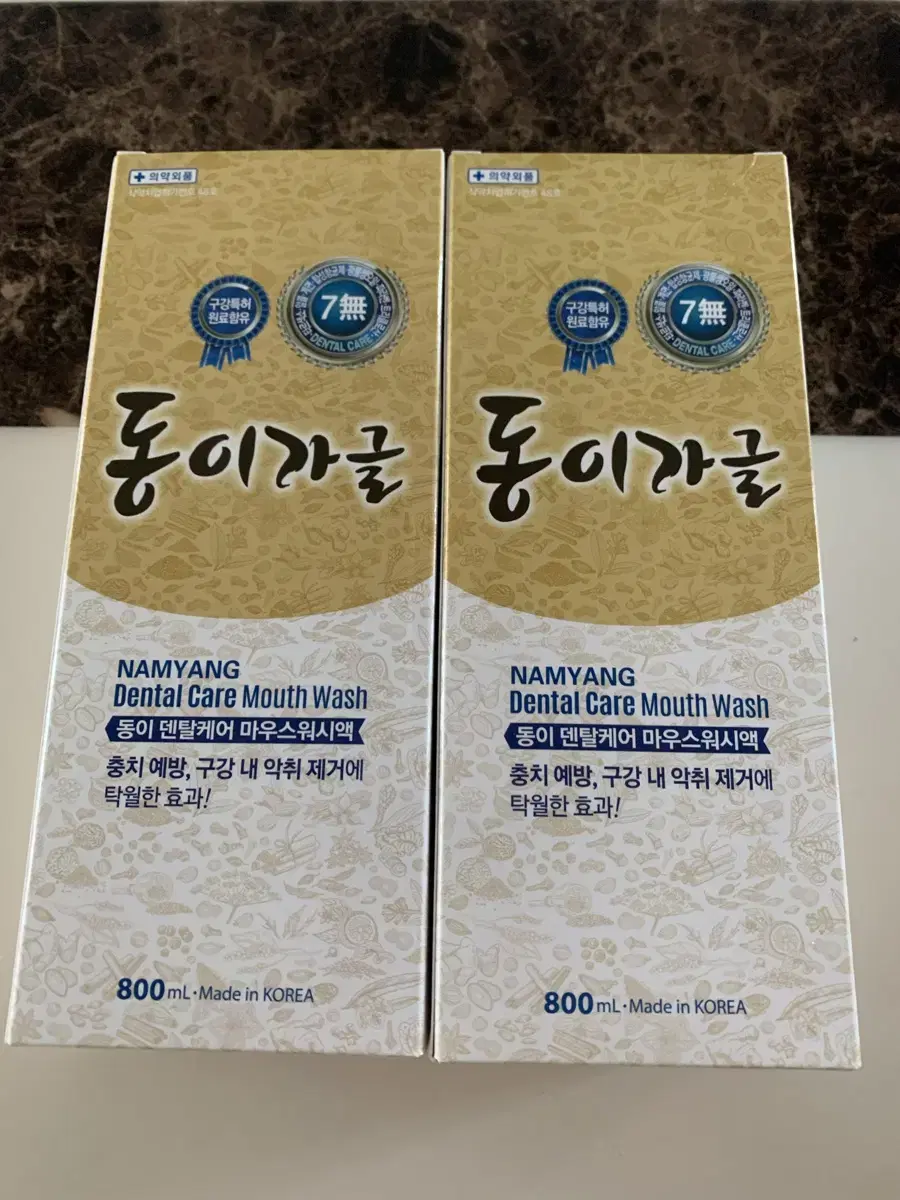 의약외품
구강특허
원료함유
7無
DENTAL CARE
동이가글
NAMYANG
Dental Care Mouth Wash
동이 덴탈케어 마우스워시액
충치 예방, 구강 내 악취 제거에
탁월한 효과!
800 mL·Made in KOREA
의약외품
구강특허
원료함유
7無
DENTAL CARE
동이가글
NAMYANG
Dental Care Mouth Wash
동이 덴탈케어 마우스워시액
충치 예방, 구강 내 악취 제거에
탁월한 효과!
800 mL·Made in KOREA